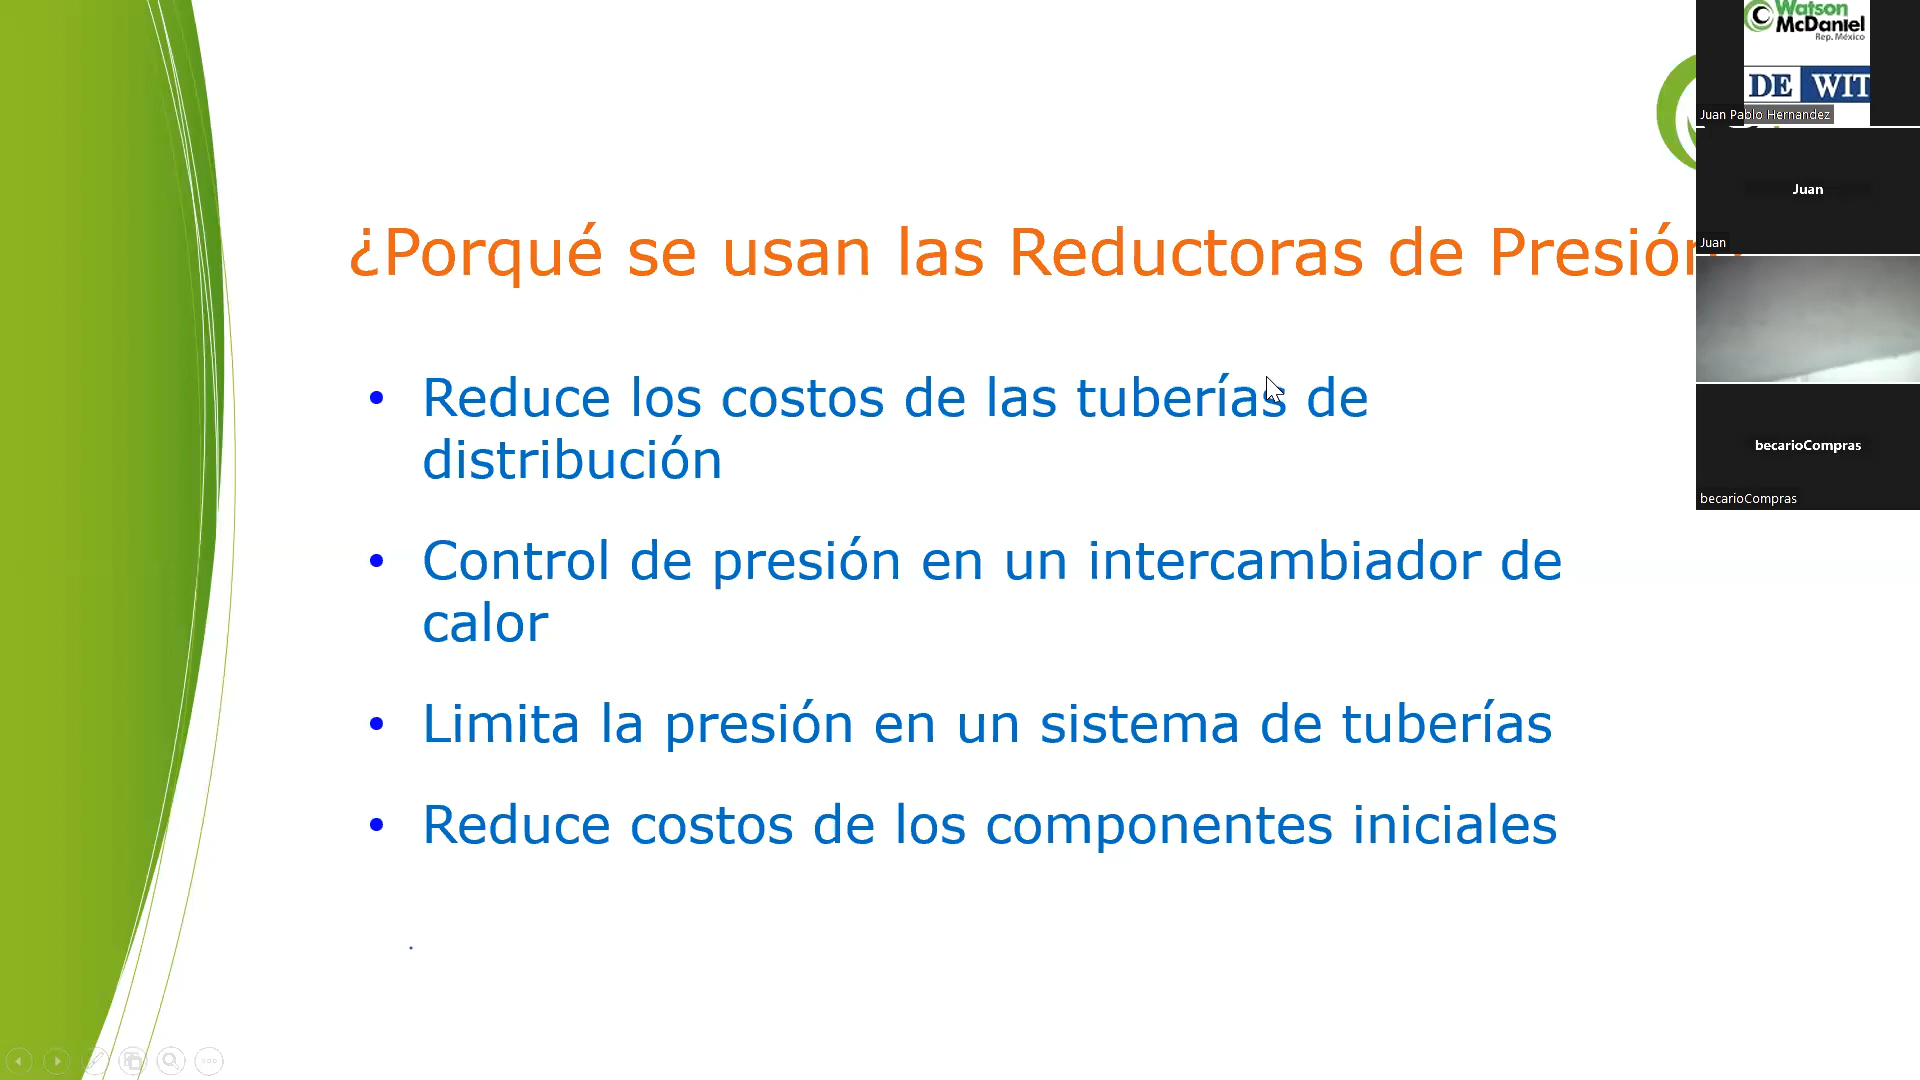 ¿Porqué se usan las Reductoras de Presión
• Reduce los costos de las tuberías de
distribución
• Control de presión en un intercambiador de
calor
• Limita la presión en un sistema de tuberías
• Reduce costos de los componentes iniciales
.
Watson
McDaniel
Rep. México
DE WIT
Juan Pablo Hernandez
Juan
Juan
becarioCompras
becarioCompras